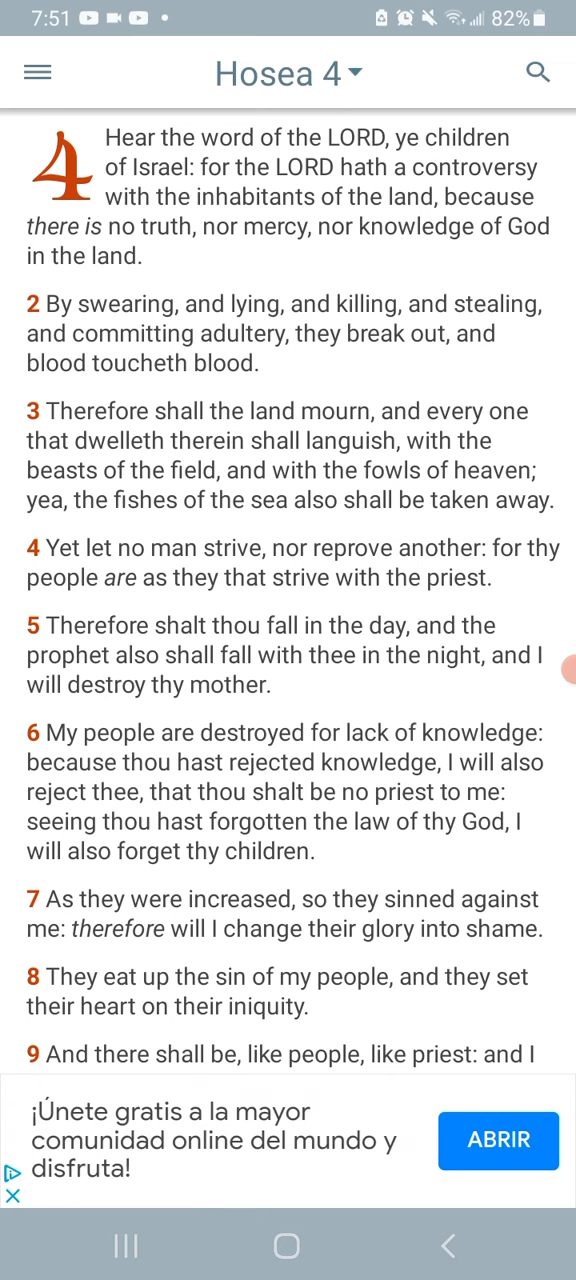 7:51 82%
Hosea 4
4 Hear the word of the LORD, ye children
of Israel: for the LORD hath a controversy
with the inhabitants of the land, because
there is no truth, nor mercy, nor knowledge of God
in the land.
2 By swearing, and lying, and killing, and stealing,
and committing adultery, they break out, and
blood toucheth blood.
3 Therefore shall the land mourn, and every one
that dwelleth therein shall languish, with the
beasts of the field, and with the fowls of heaven;
yea, the fishes of the sea also shall be taken away.
4 Yet let no man strive, nor reprove another: for thy
people are as they that strive with the priest.
5 Therefore shalt thou fall in the day, and the
prophet also shall fall with thee in the night, and I
will destroy thy mother.
6 My people are destroyed for lack of knowledge:
because thou hast rejected knowledge, I will also
reject thee, that thou shalt be no priest to me:
seeing thou hast forgotten the law of thy God, I
will also forget thy children.
7 As they were increased, so they sinned against
me: therefore will I change their glory into shame.
8 They eat up the sin of my people, and they set
their heart on their iniquity.
9 And there shall be, like people, like priest: and I
¡Únete gratis a la mayor
comunidad online del mundo y
disfruta!
ABRIR